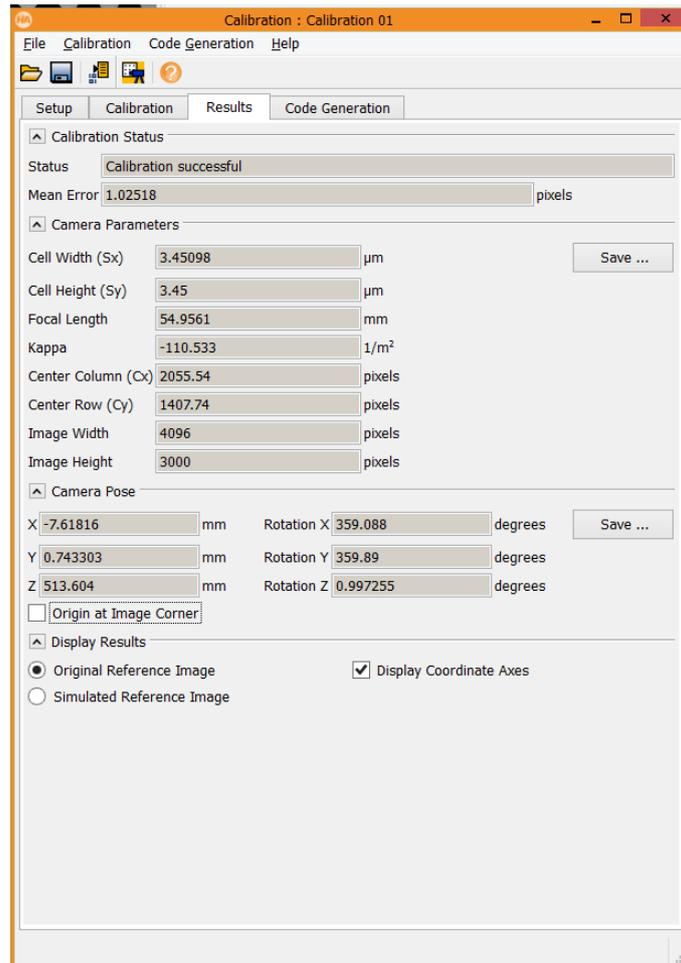 HA Calibration : Calibration 01
File Calibration Code Generation Help
Setup Calibration Results Code Generation
Calibration Status
Status Calibration successful
Mean Error 1.02518 pixels
Camera Parameters
Cell Width (Sx) 3.45098 µm Save ...
Cell Height (Sy) 3.45 µm
Focal Length 54.9561 mm
Kappa -110.533 1/m²
Center Column (Cx) 2055.54 pixels
Center Row (Cy) 1407.74 pixels
Image Width 4096 pixels
Image Height 3000 pixels
Camera Pose
X -7.61816 mm Rotation X 359.088 degrees Save ...
Y 0.743303 mm Rotation Y 359.89 degrees
Z 513.604 mm Rotation Z 0.997255 degrees
Origin at Image Corner
Display Results
Original Reference Image Display Coordinate Axes
Simulated Reference Image